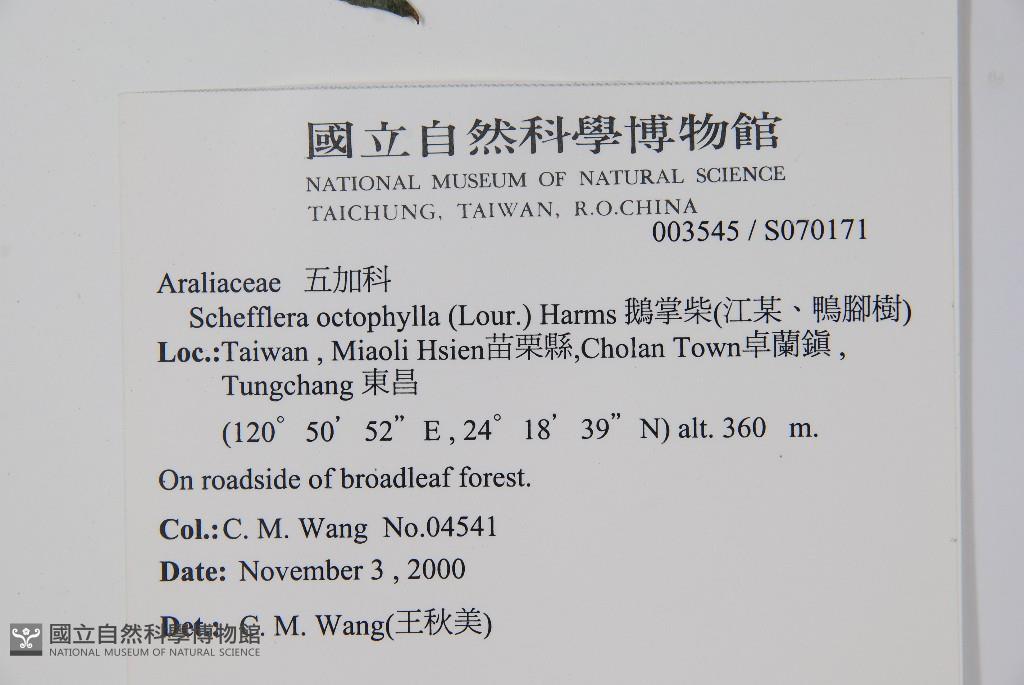 國立自然科學博物館
NATIONAL MUSEUM OF NATURAL SCIENCE
TAICHUNG, TAIWAN, R.O.CHINA
003545 / S070171
Araliaceae 五加科
Schefflera octophylla (Lour.) Harms 鵝掌柴(江某、鴨腳樹)
Loc.:Taiwan , Miaoli Hsien苗栗縣,Cholan Town卓蘭鎮 ,
Tungchang 東昌
(120° 50’ 52” E , 24° 18’ 39” N) alt. 360 m.
On roadside of broadleaf forest.
Col.:C. M. Wang No.04541
Date: November 3 , 2000
Det.: C. M. Wang(王秋美)
國立自然科學博物館
NATIONAL MUSEUM OF NATURAL SCIENCE